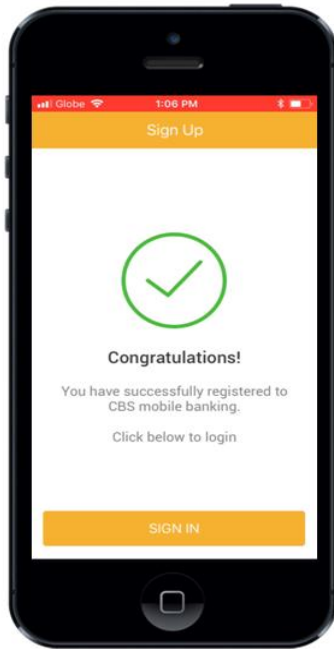 Globe 1:06 PM
Sign Up
Congratulations!
You have successfully registered to
CBS mobile banking.
Click below to login
SIGN IN